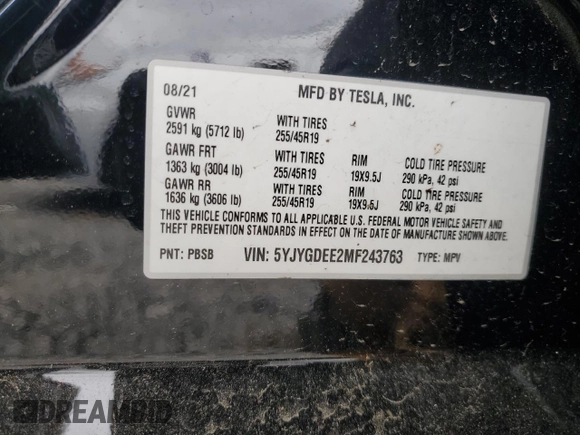 08/21 MFD BY TESLA, INC.
GVWR
2591 kg (5712 lb) WITH TIRES 255/45R19
GAWR FRT
1363 kg (3004 lb) WITH TIRES 255/45R19 RIM 19X9.5J COLD TIRE PRESSURE 290 kPa, 42 psi
GAWR RR
1636 kg (3606 lb) WITH TIRES 255/45R19 RIM 19X9.5J COLD TIRE PRESSURE 290 kPa, 42 psi
THIS VEHICLE CONFORMS TO ALL APPLICABLE U.S. FEDERAL MOTOR VEHICLE SAFETY AND
THEFT PREVENTION STANDARDS IN EFFECT ON THE DATE OF MANUFACTURE SHOWN ABOVE.
PNT: PBSB VIN: 5YJYGDEE2MF243763 TYPE: MPV
DREAMBID